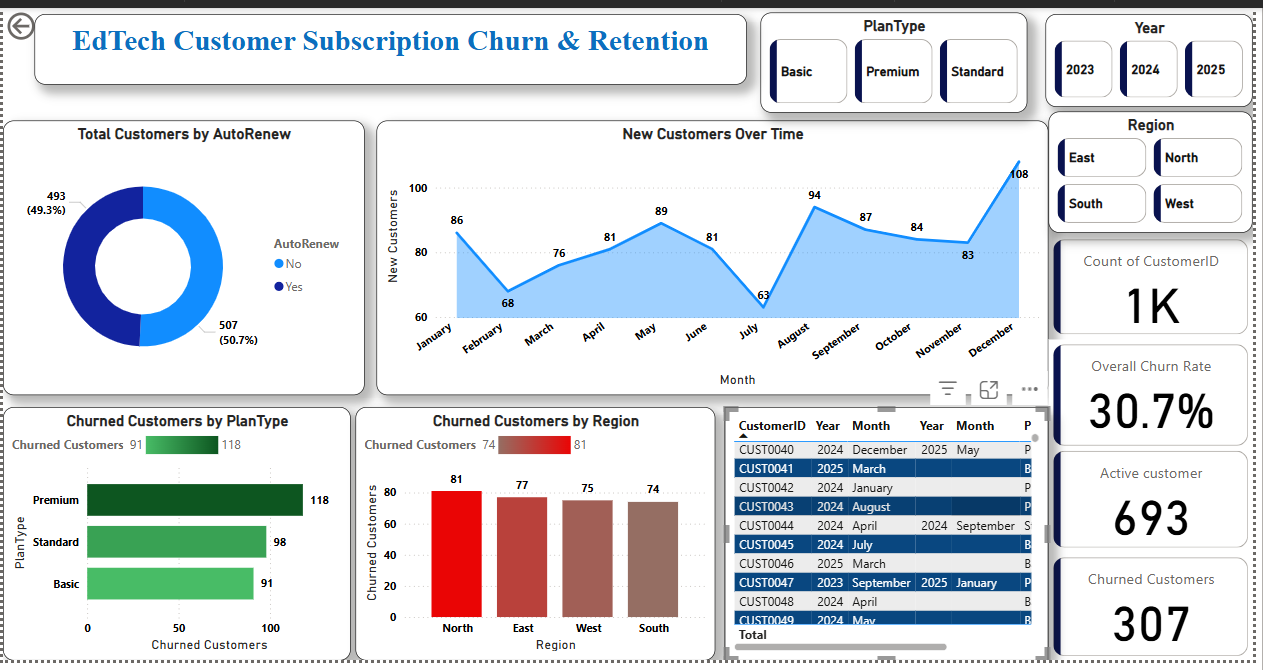 EdTech Customer Subscription Churn & Retention
PlanType
Basic
Premium
Standard
Year
2023
2024
2025
Region
East
North
South
West
Total Customers by AutoRenew
493
(49.3%)
507
(50.7%)
AutoRenew
No
Yes
New Customers Over Time
New Customers
100
80
60
86
68
76
81
89
81
63
94
87
84
83
108
January
February
March
April
May
June
July
August
September
October
November
December
Month
Count of CustomerID
1K
Overall Churn Rate
30.7%
Active customer
693
Churned Customers
307
Churned Customers by PlanType
Churned Customers 91 118
PlanType
Premium 118
Standard 98
Basic 91
0 50 100
Churned Customers
Churned Customers by Region
Churned Customers 74 81
Churned Customers
80
60
40
20
0
81
77
75
74
North East West South
Region
CustomerID Year Month Year Month P
CUST0040 2024 December 2025 May P
CUST0041 2025 March B
CUST0042 2024 January P
CUST0043 2024 August P
CUST0044 2024 April 2024 September S
CUST0045 2024 July B
CUST0046 2025 March B
CUST0047 2023 September 2025 January P
CUST0048 2024 April B
CUST0049 2024 May B
Total